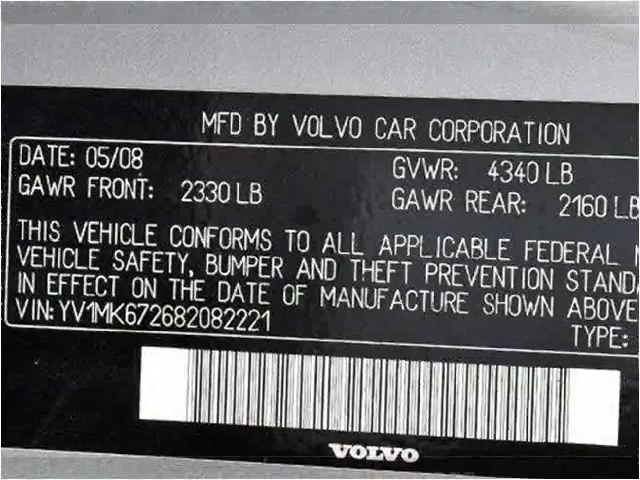 MFD BY VOLVO CAR CORPORATION
DATE: 05/08 GVWR: 4340 LB
GAWR FRONT: 2330 LB GAWR REAR: 2160 LB
THIS VEHICLE CONFORMS TO ALL APPLICABLE FEDERAL
VEHICLE SAFETY, BUMPER AND THEFT PREVENTION STANDA
IN EFFECT ON THE DATE OF MANUFACTURE SHOWN ABOVE
VIN: YV1MK672682082221 TYPE:
VOLVO